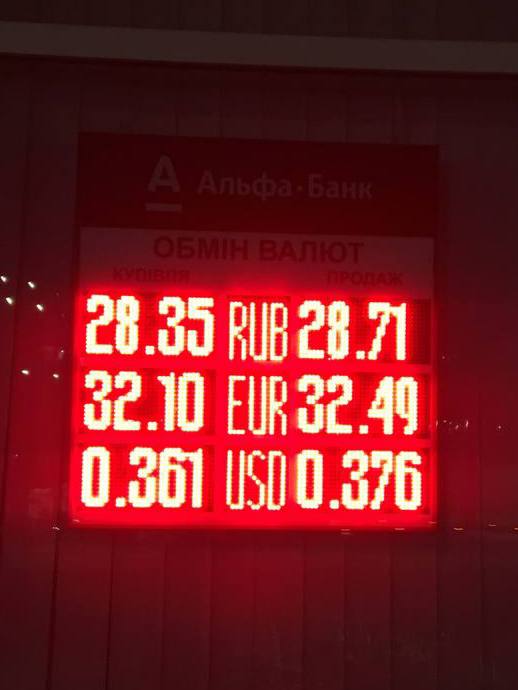 А Альфа·Банк
ОБМІН ВАЛЮТ
КУПІВЛЯ ПРОДАЖ
28.35 RUB 28.71
32.10 EUR 32.49
0.361 USD 0.376